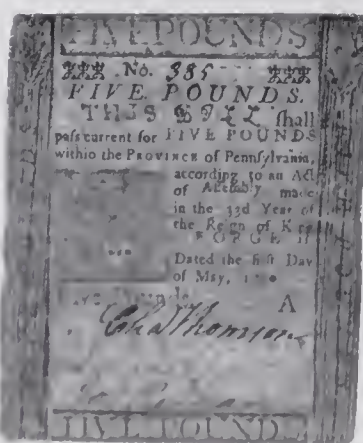 FIVE POUNDS
No. 385
FIVE POUNDS.
THIS BILL shall
pass current for FIVE POUNDS
within the PROVINCE of Pennsylvania,
according to an Act
of Assembly made
in the 33d Year of
the Reign of King
GEORGE II
Dated the first Day
of May,
A
Cha Thomson
FIVE POUNDS